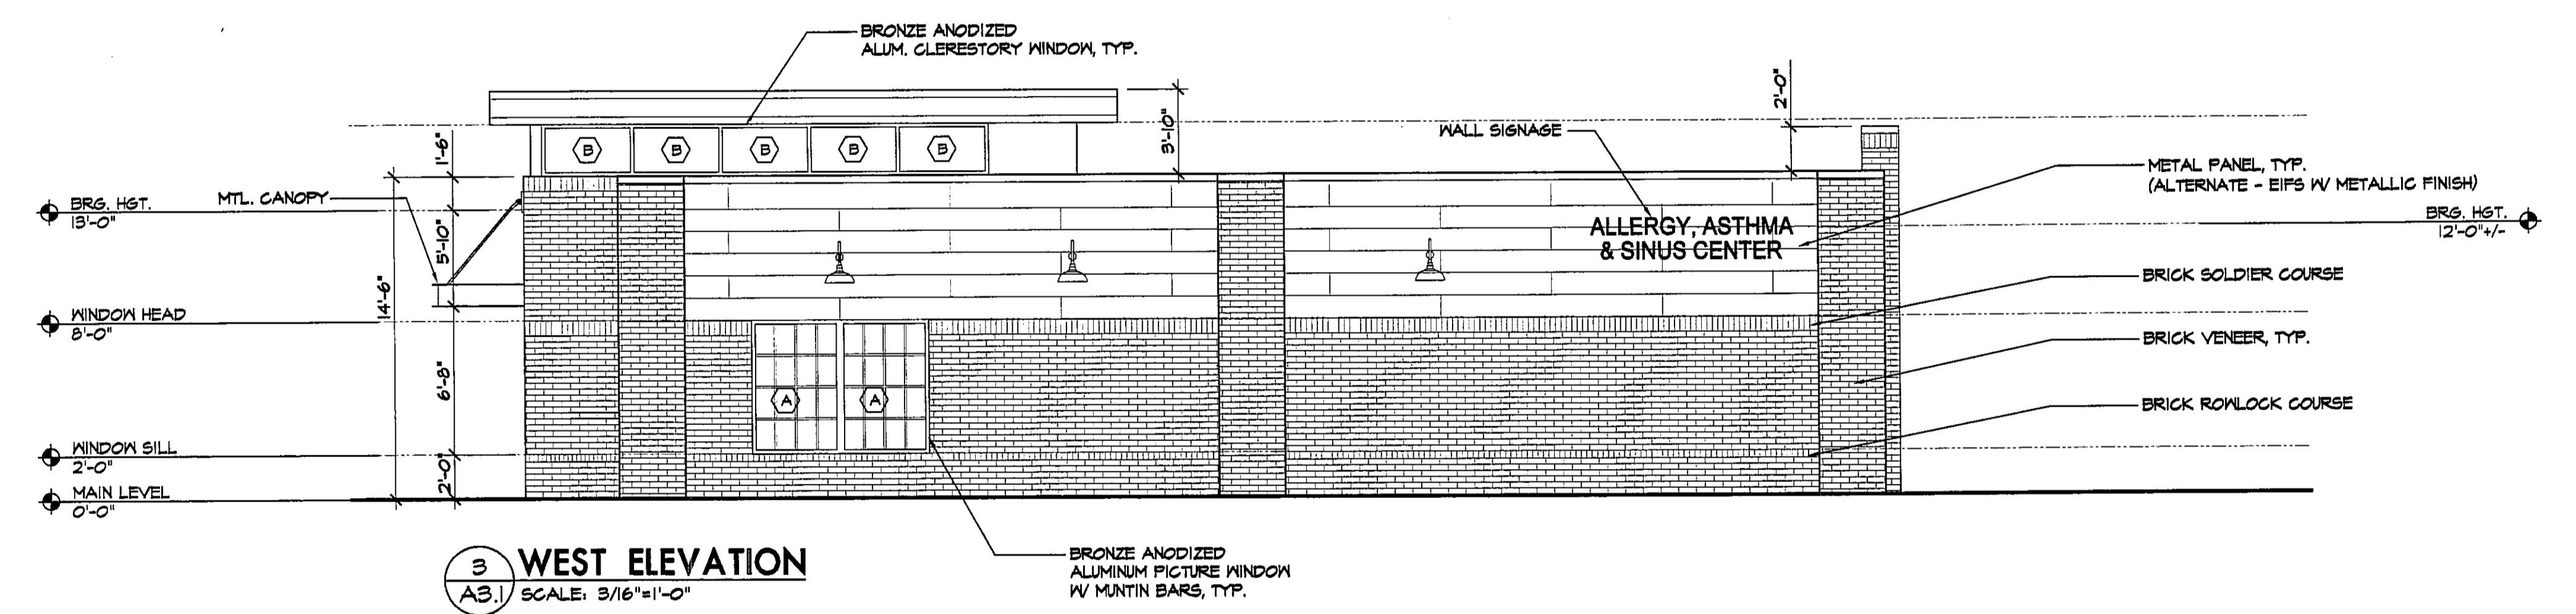 BRONZE ANODIZED
ALUM. CLERESTORY WINDOW, TYP.
2'-0"
3'-10"
WALL SIGNAGE
1'-6"
B
B
B
B
B
METAL PANEL, TYP.
(ALTERNATE - EIFS W/ METALLIC FINISH)
MTL. CANOPY
BRG. HGT.
13'-0"
BRG. HGT.
12'-0"+/-
ALLERGY, ASTHMA
& SINUS CENTER
5'-10"
14'-6"
BRICK SOLDIER COURSE
WINDOW HEAD
8'-0"
BRICK VENEER, TYP.
6'-8"
A
A
BRICK ROWLOCK COURSE
WINDOW SILL
2'-0"
2'-0"
MAIN LEVEL
0'-0"
3
A3.1
WEST ELEVATION
SCALE: 3/16"=1'-0"
BRONZE ANODIZED
ALUMINUM PICTURE WINDOW
W/ MUNTIN BARS, TYP.